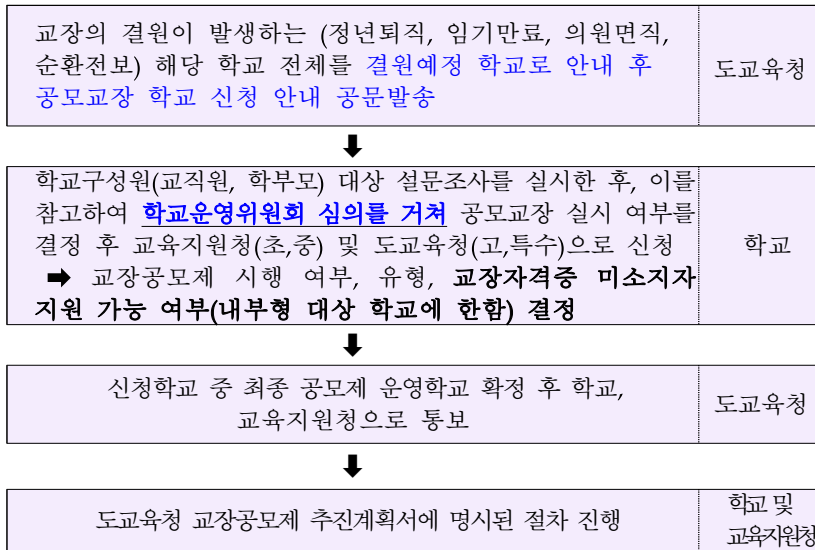 교장의 결원이 발생하는 (정년퇴직, 임기만료, 의원면직,
순환전보) 해당 학교 전체를 결원예정 학교로 안내 후
공모교장 학교 신청 안내 공문발송
도교육청
⬇
학교구성원(교직원, 학부모) 대상 설문조사를 실시한 후, 이를
참고하여 학교운영위원회 심의를 거쳐 공모교장 실시 여부를
결정 후 교육지원청(초,중) 및 도교육청(고,특수)으로 신청
➡ 교장공모제 시행 여부, 유형, 교장자격증 미소지자
지원 가능 여부(내부형 대상 학교에 한함) 결정
학교
⬇
신청학교 중 최종 공모제 운영학교 확정 후 학교,
교육지원청으로 통보
도교육청
⬇
도교육청 교장공모제 추진계획서에 명시된 절차 진행
학교 및
교육지원청